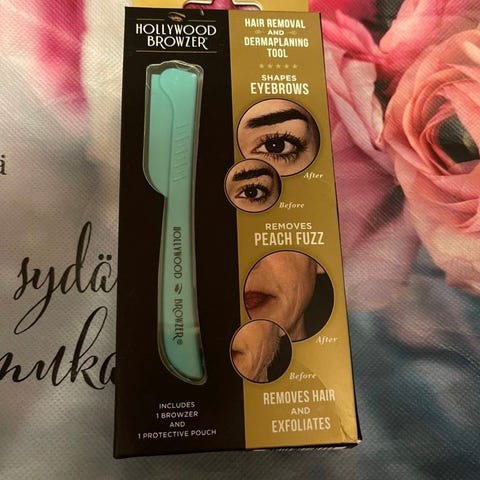 HOLLYWOOD
BROWZER®
HAIR REMOVAL
AND
DERMAPLANING
TOOL
SHAPES
EYEBROWS
After
Before
REMOVES
PEACH FUZZ
After
Before
REMOVES HAIR
AND
EXFOLIATES
HOLLYWOOD BROWZER®
INCLUDES
1 BROWZER
AND
1 PROTECTIVE POUCH
ä
sydä
muka